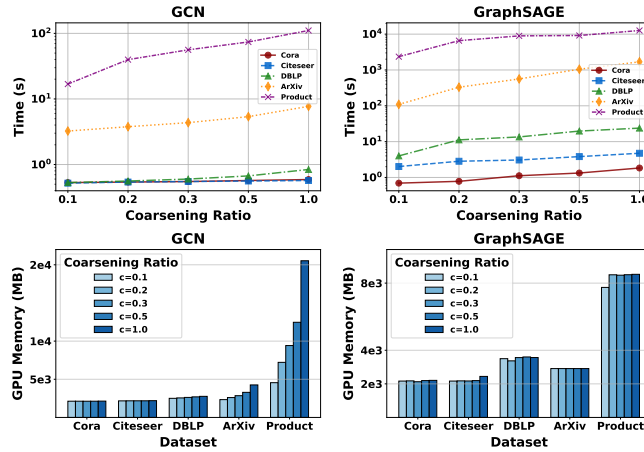 GCN
Time (s)
10²
10¹
10⁰
Cora
Citeseer
DBLP
ArXiv
Product
0.1 0.2 0.3 0.5 1.0
Coarsening Ratio
GraphSAGE
Time (s)
10⁴
10³
10²
10¹
10⁰
Cora
Citeseer
DBLP
ArXiv
Product
0.1 0.2 0.3 0.5 1.0
Coarsening Ratio
GCN
GPU Memory (MB)
2e4
1e4
5e3
Coarsening Ratio
c=0.1
c=0.2
c=0.3
c=0.5
c=1.0
Cora Citeseer DBLP ArXiv Product
Dataset
GraphSAGE
GPU Memory (MB)
8e3
4e3
2e3
Coarsening Ratio
c=0.1
c=0.2
c=0.3
c=0.5
c=1.0
Cora Citeseer DBLP ArXiv Product
Dataset